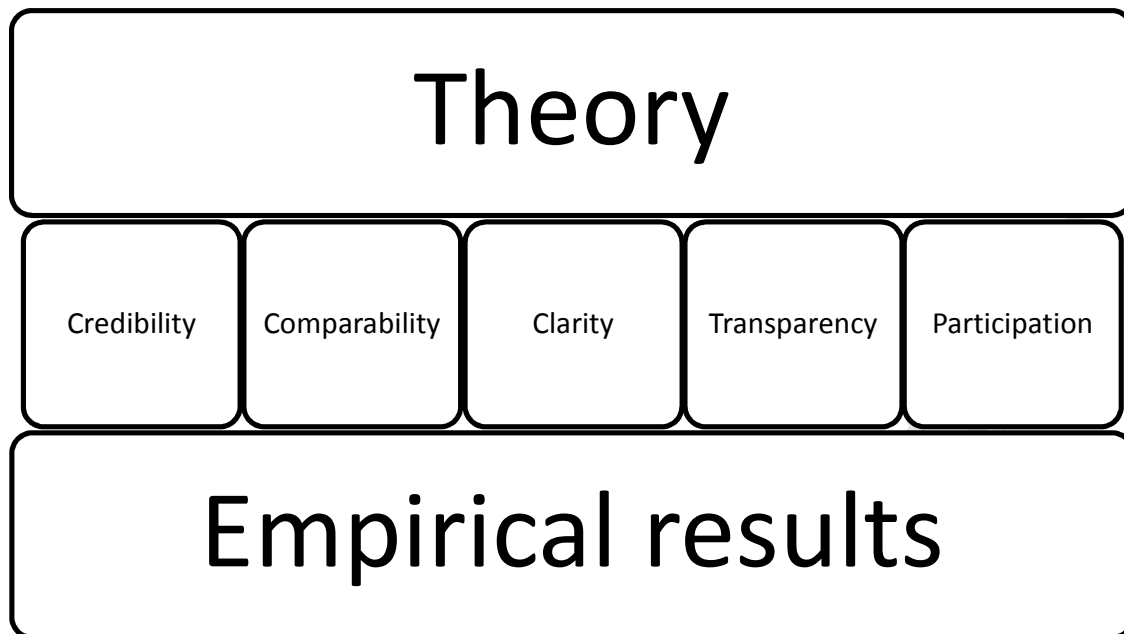 Theory
Credibility
Comparability
Clarity
Transparency
Participation
Empirical results